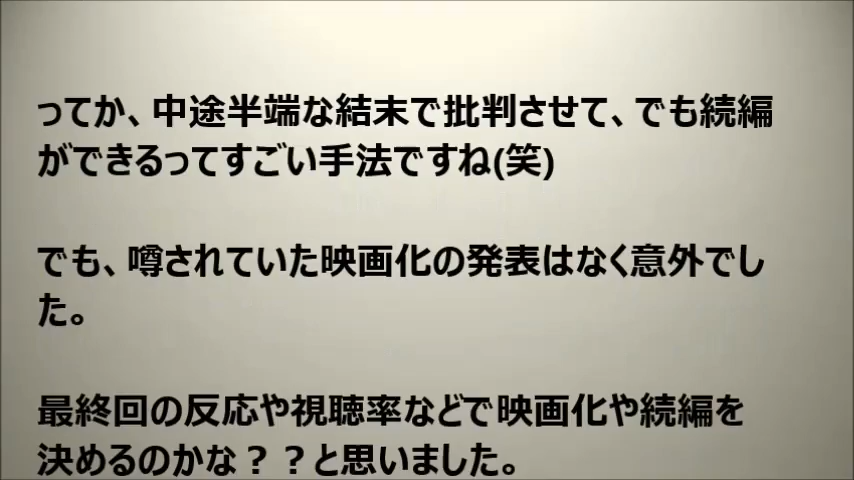 ってか、中途半端な結末で批判させて、でも続編
ができるってすごい手法ですね(笑)
でも、噂されていた映画化の発表はなく意外でし
た。
最終回の反応や視聴率などで映画化や続編を
決めるのかな？？と思いました。